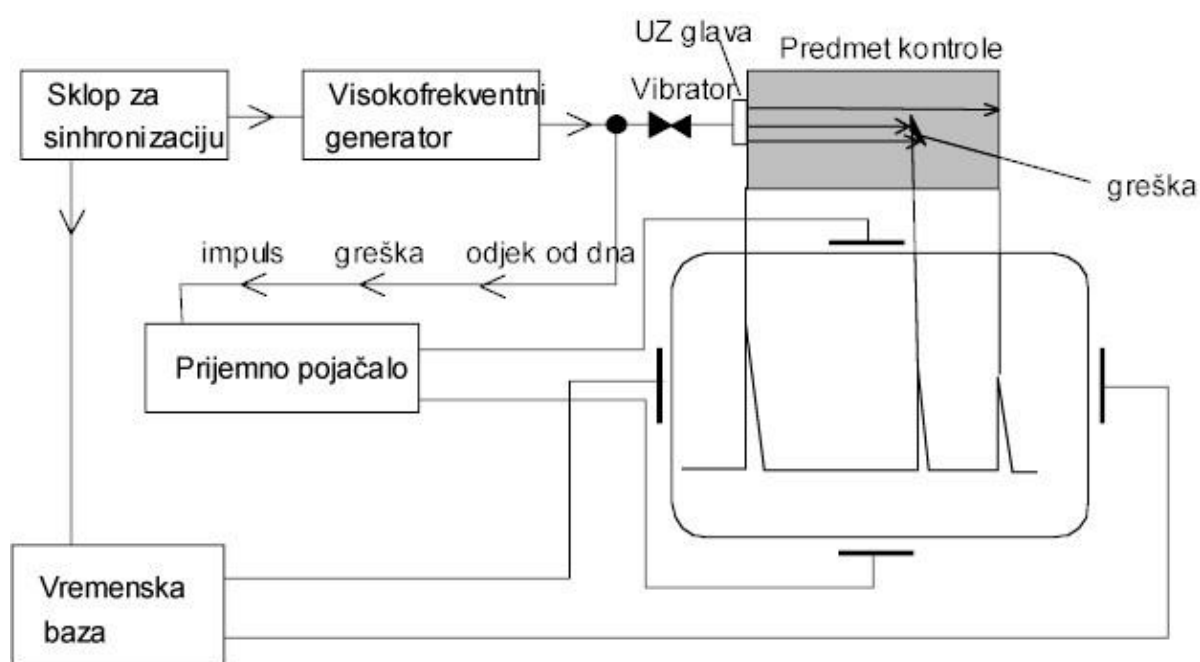 UZ glava
Predmet kontrole
Sklop za
sinhronizaciju
Visokofrekventni
generator
Vibrator
greška
impuls
greška
odjek od dna
Prijemno pojačalo
Vremenska
baza